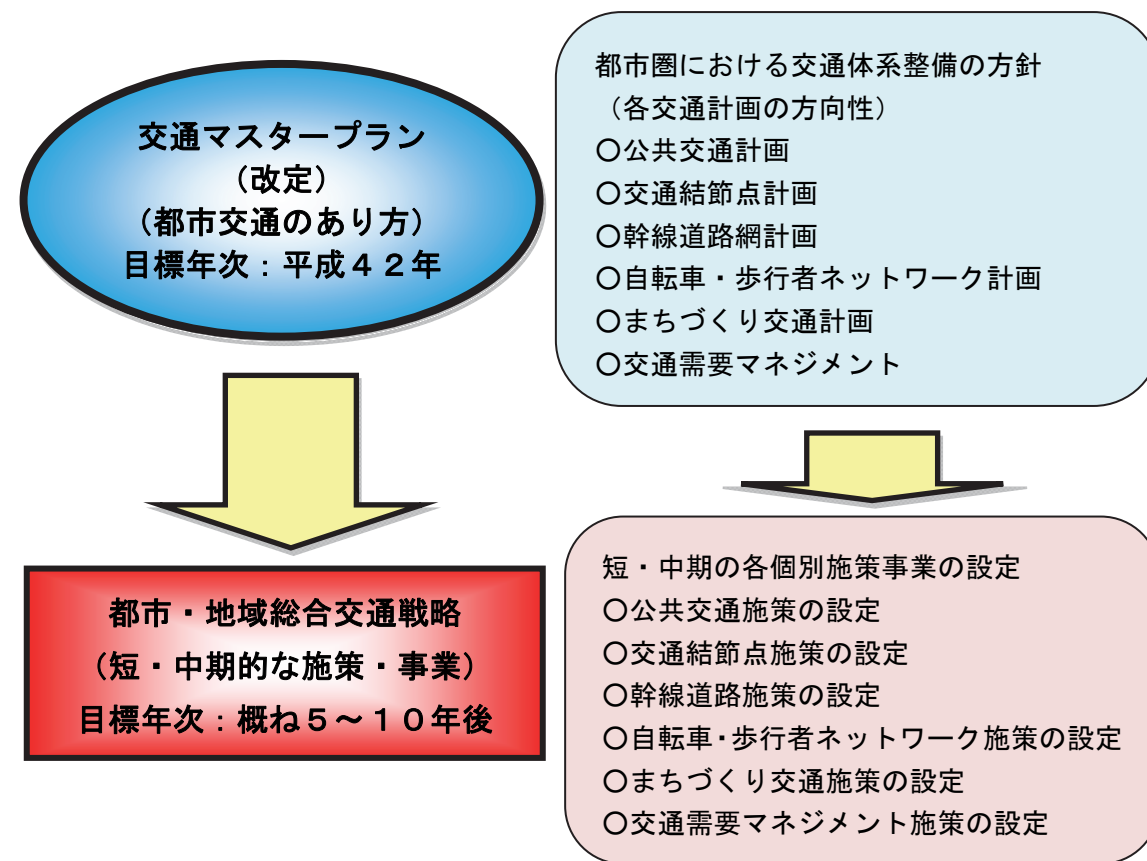 交通マスタープラン
（改定）
（都市交通のあり方）
目標年次：平成４２年
都市圏における交通体系整備の方針
（各交通計画の方向性）
〇公共交通計画
〇交通結節点計画
〇幹線道路網計画
〇自転車・歩行者ネットワーク計画
〇まちづくり交通計画
〇交通需要マネジメント
都市・地域総合交通戦略
（短・中期的な施策・事業）
目標年次：概ね５～１０年後
短・中期の各個別施策事業の設定
〇公共交通施策の設定
〇交通結節点施策の設定
〇幹線道路施策の設定
〇自転車･歩行者ネットワーク施策の設定
〇まちづくり交通施策の設定
〇交通需要マネジメント施策の設定